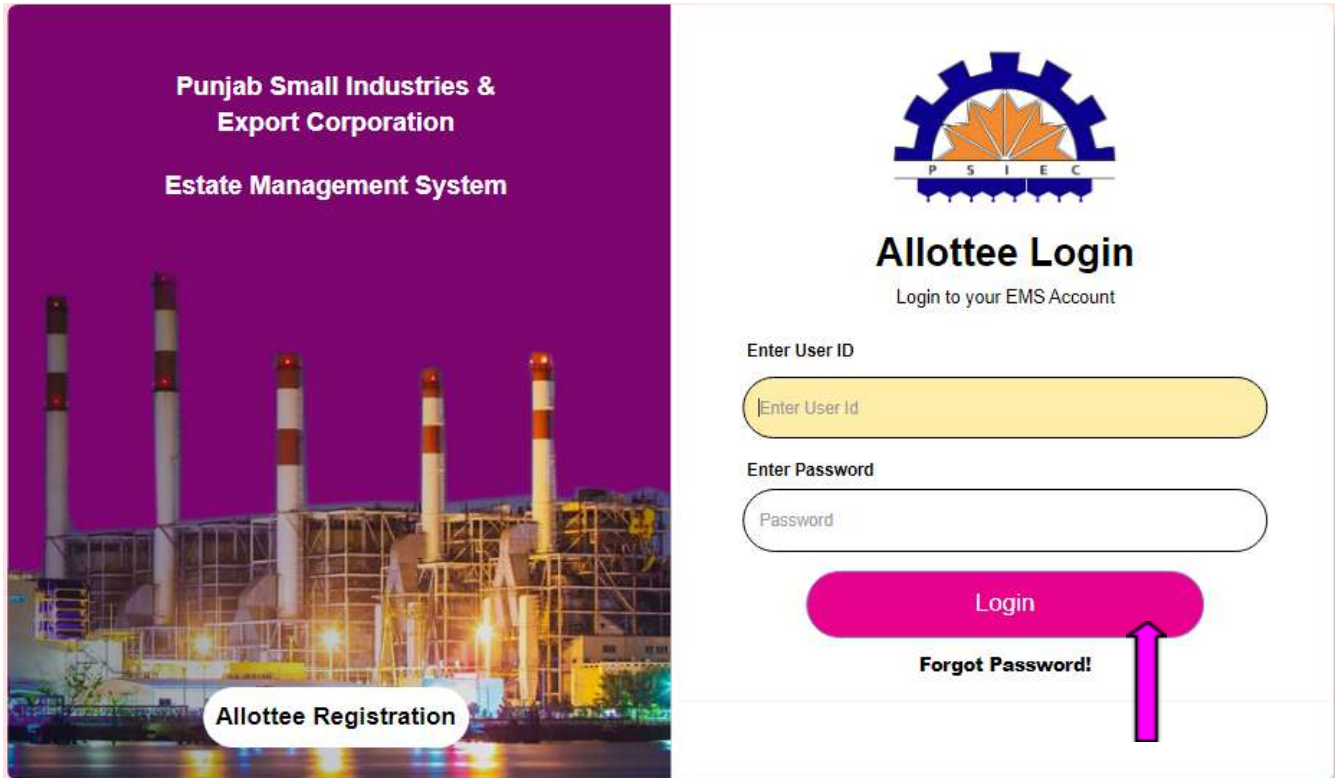 Punjab Small Industries &
Export Corporation
Estate Management System
Allottee Registration
P S I E C
Allottee Login
Login to your EMS Account
Enter User ID
Enter User Id
Enter Password
Password
Login
Forgot Password!